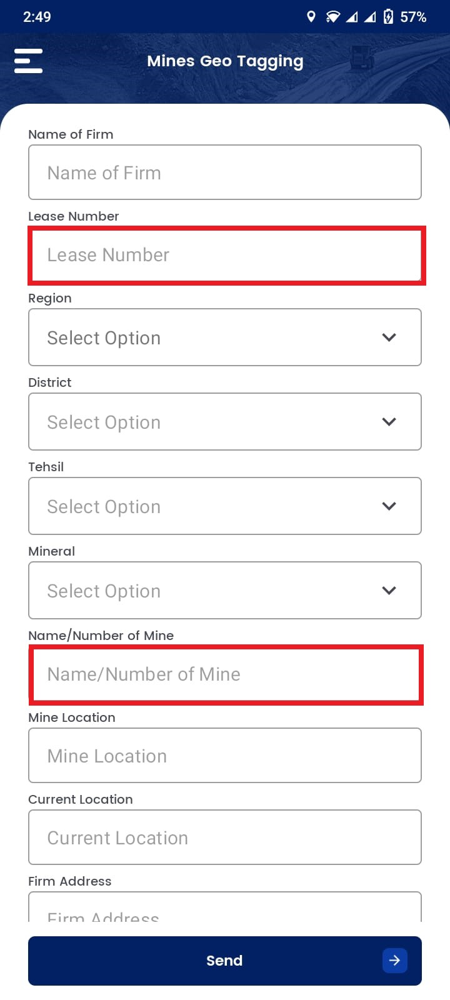 2:49 57%
Mines Geo Tagging
Name of Firm
Name of Firm
Lease Number
Lease Number
Region
Select Option
District
Select Option
Tehsil
Select Option
Mineral
Select Option
Name/Number of Mine
Name/Number of Mine
Mine Location
Mine Location
Current Location
Current Location
Firm Address
Firm Address
Send